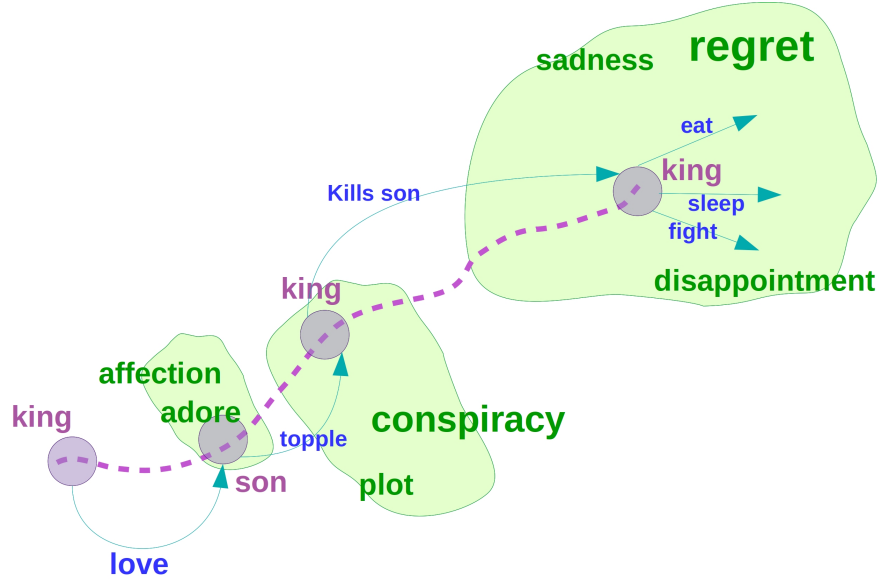 sadness
regret
eat
king
Kills son
sleep
fight
disappointment
king
affection
adore
king
conspiracy
topple
son
plot
love